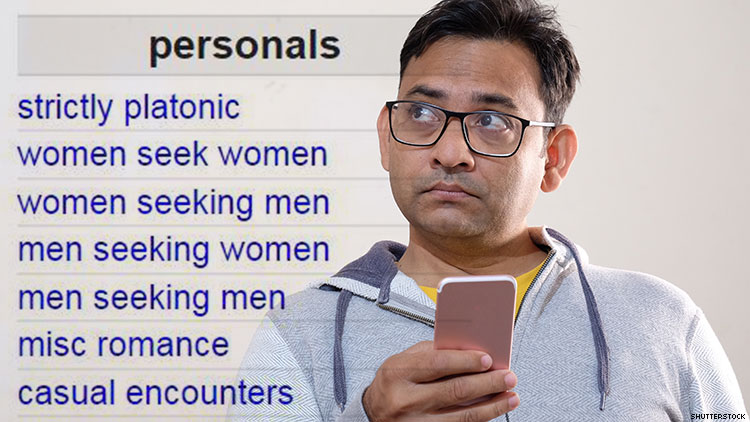 personals
strictly platonic
women seek women
women seeking men
men seeking women
men seeking men
misc romance
casual encounters
SHUTTERSTOCK